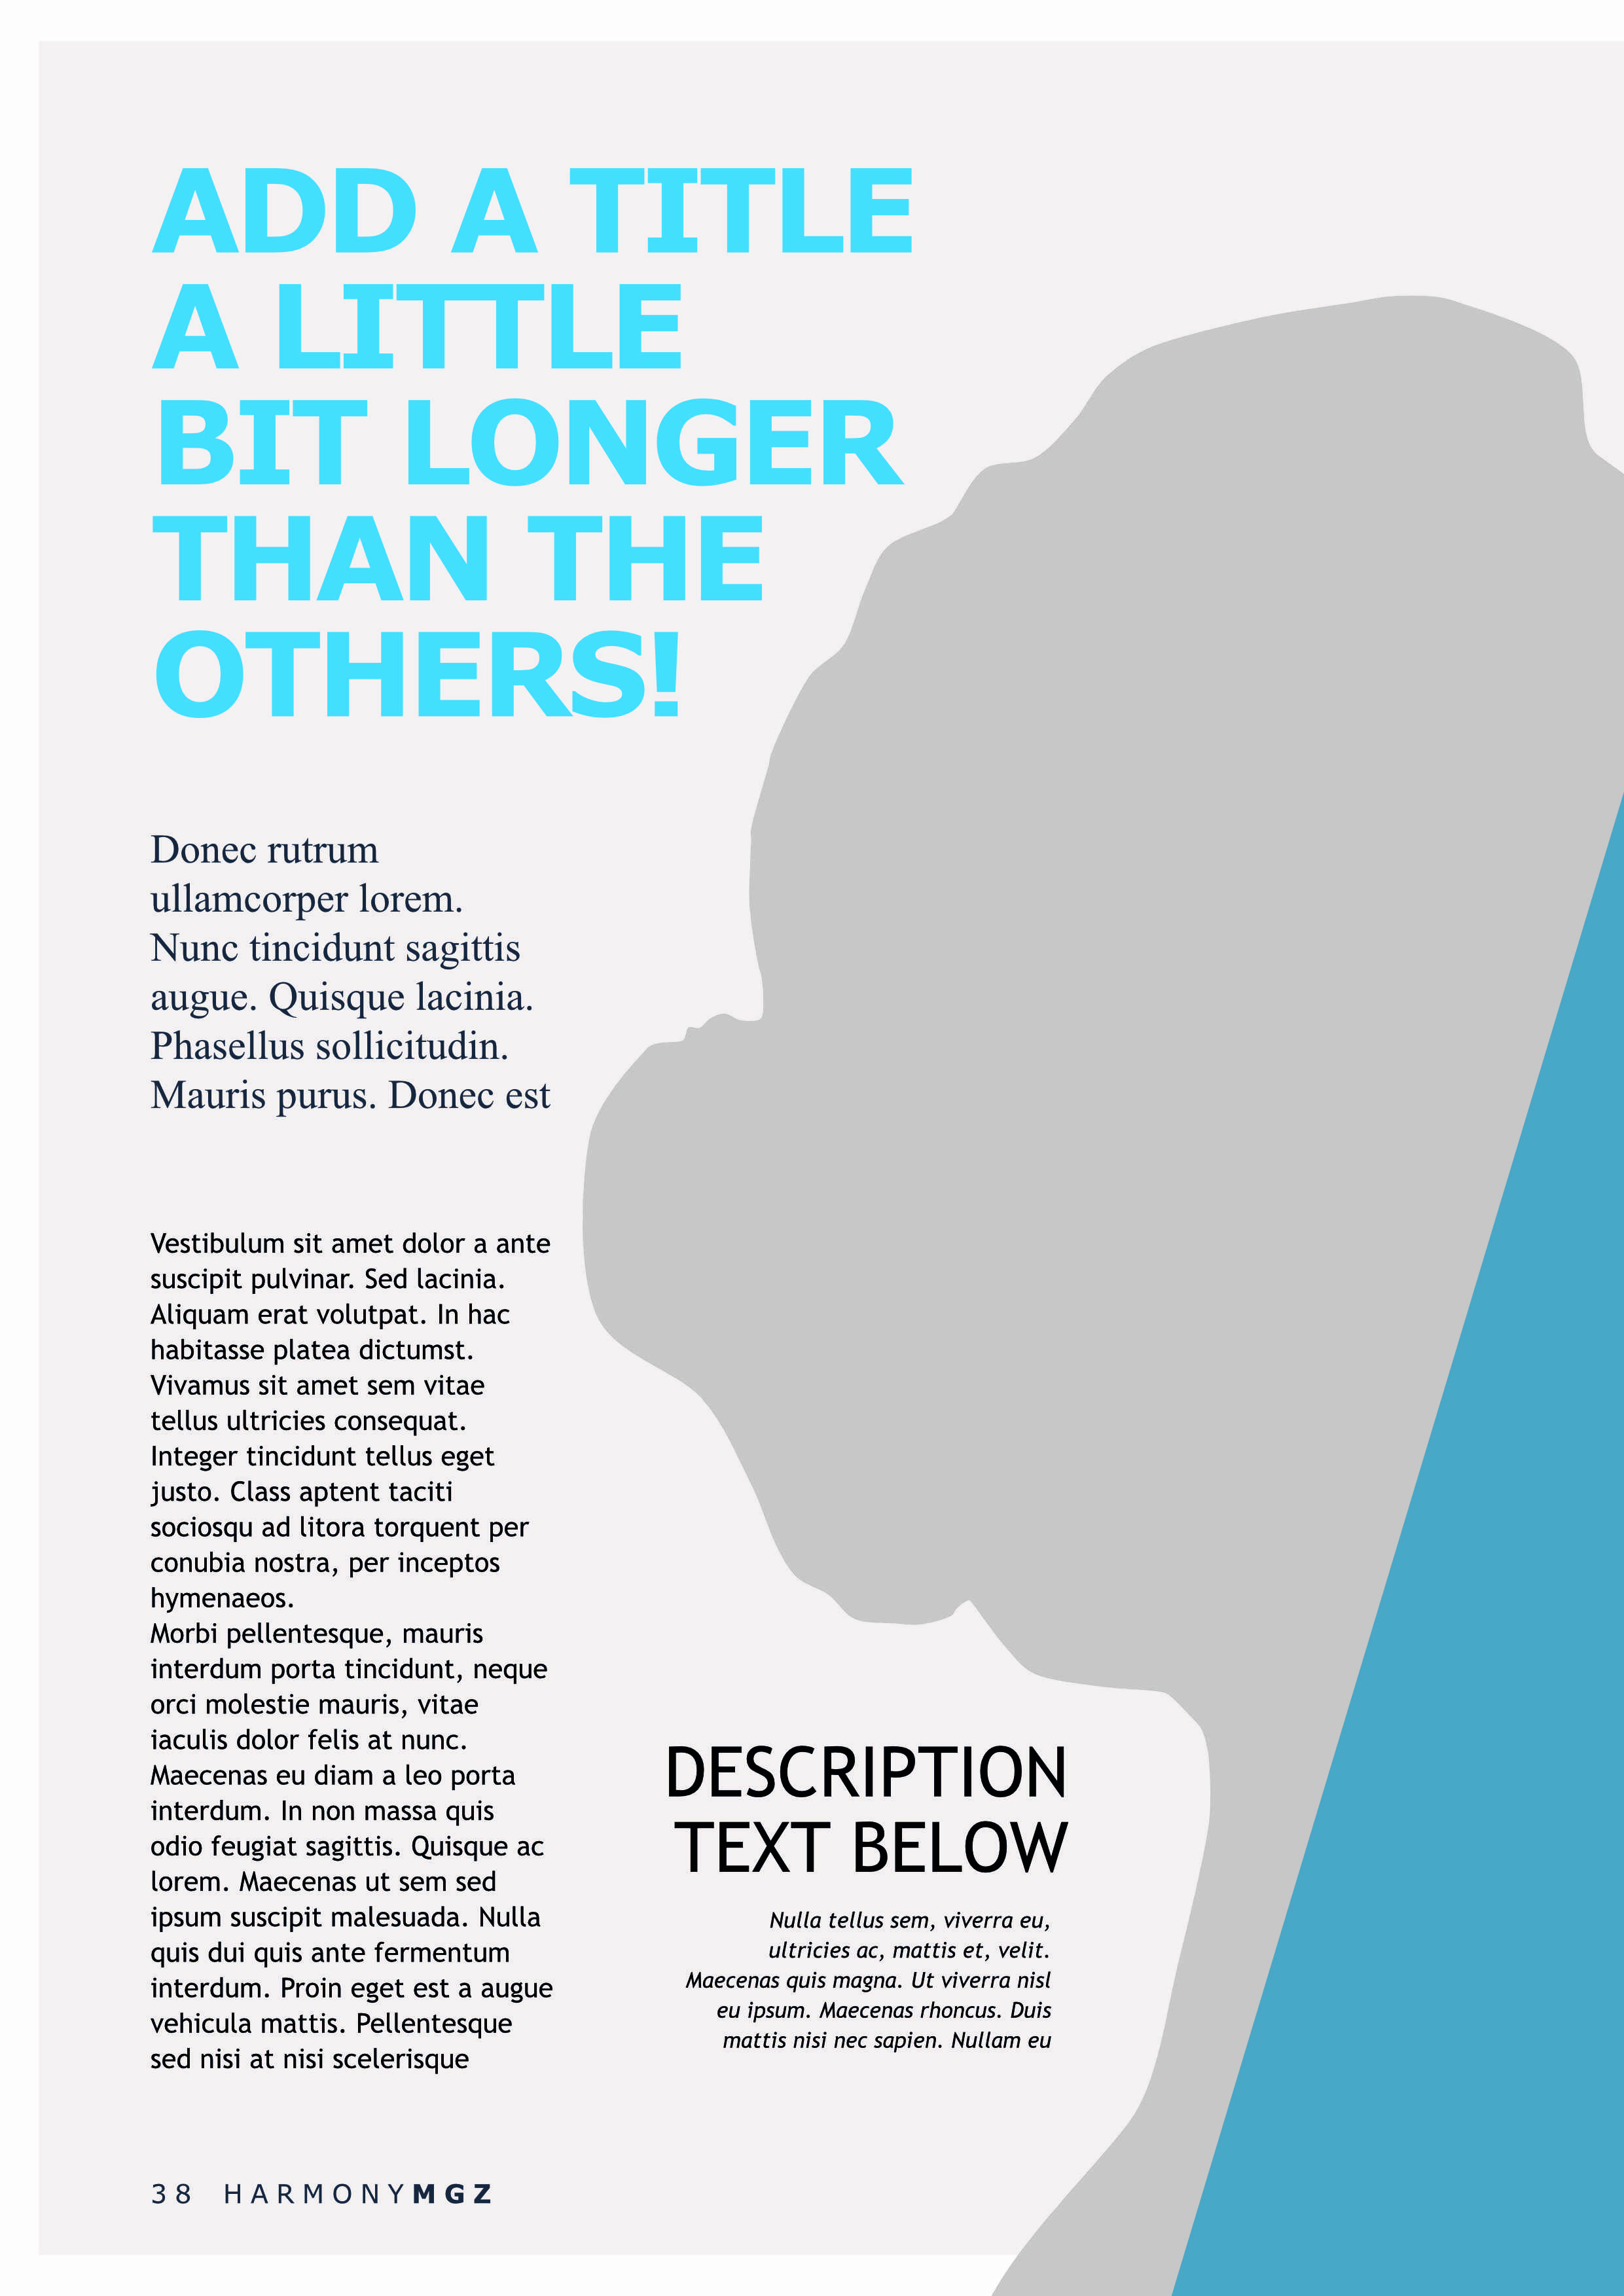 ADD A TITLE
A LITTLE
BIT LONGER
THAN THE
OTHERS!
Donec rutrum
ullamcorper lorem.
Nunc tincidunt sagittis
augue. Quisque lacinia.
Phasellus sollicitudin.
Mauris purus. Donec est
Vestibulum sit amet dolor a ante
suscipit pulvinar. Sed lacinia.
Aliquam erat volutpat. In hac
habitasse platea dictumst.
Vivamus sit amet sem vitae
tellus ultricies consequat.
Integer tincidunt tellus eget
justo. Class aptent taciti
sociosqu ad litora torquent per
conubia nostra, per inceptos
hymenaeos.
Morbi pellentesque, mauris
interdum porta tincidunt, neque
orci molestie mauris, vitae
iaculis dolor felis at nunc.
Maecenas eu diam a leo porta
interdum. In non massa quis
odio feugiat sagittis. Quisque ac
lorem. Maecenas ut sem sed
ipsum suscipit malesuada. Nulla
quis dui quis ante fermentum
interdum. Proin eget est a augue
vehicula mattis. Pellentesque
sed nisi at nisi scelerisque
DESCRIPTION
TEXT BELOW
Nulla tellus sem, viverra eu,
ultricies ac, mattis et, velit.
Maecenas quis magna. Ut viverra nisl
eu ipsum. Maecenas rhoncus. Duis
mattis nisi nec sapien. Nullam eu
38 HARMONYMGZ